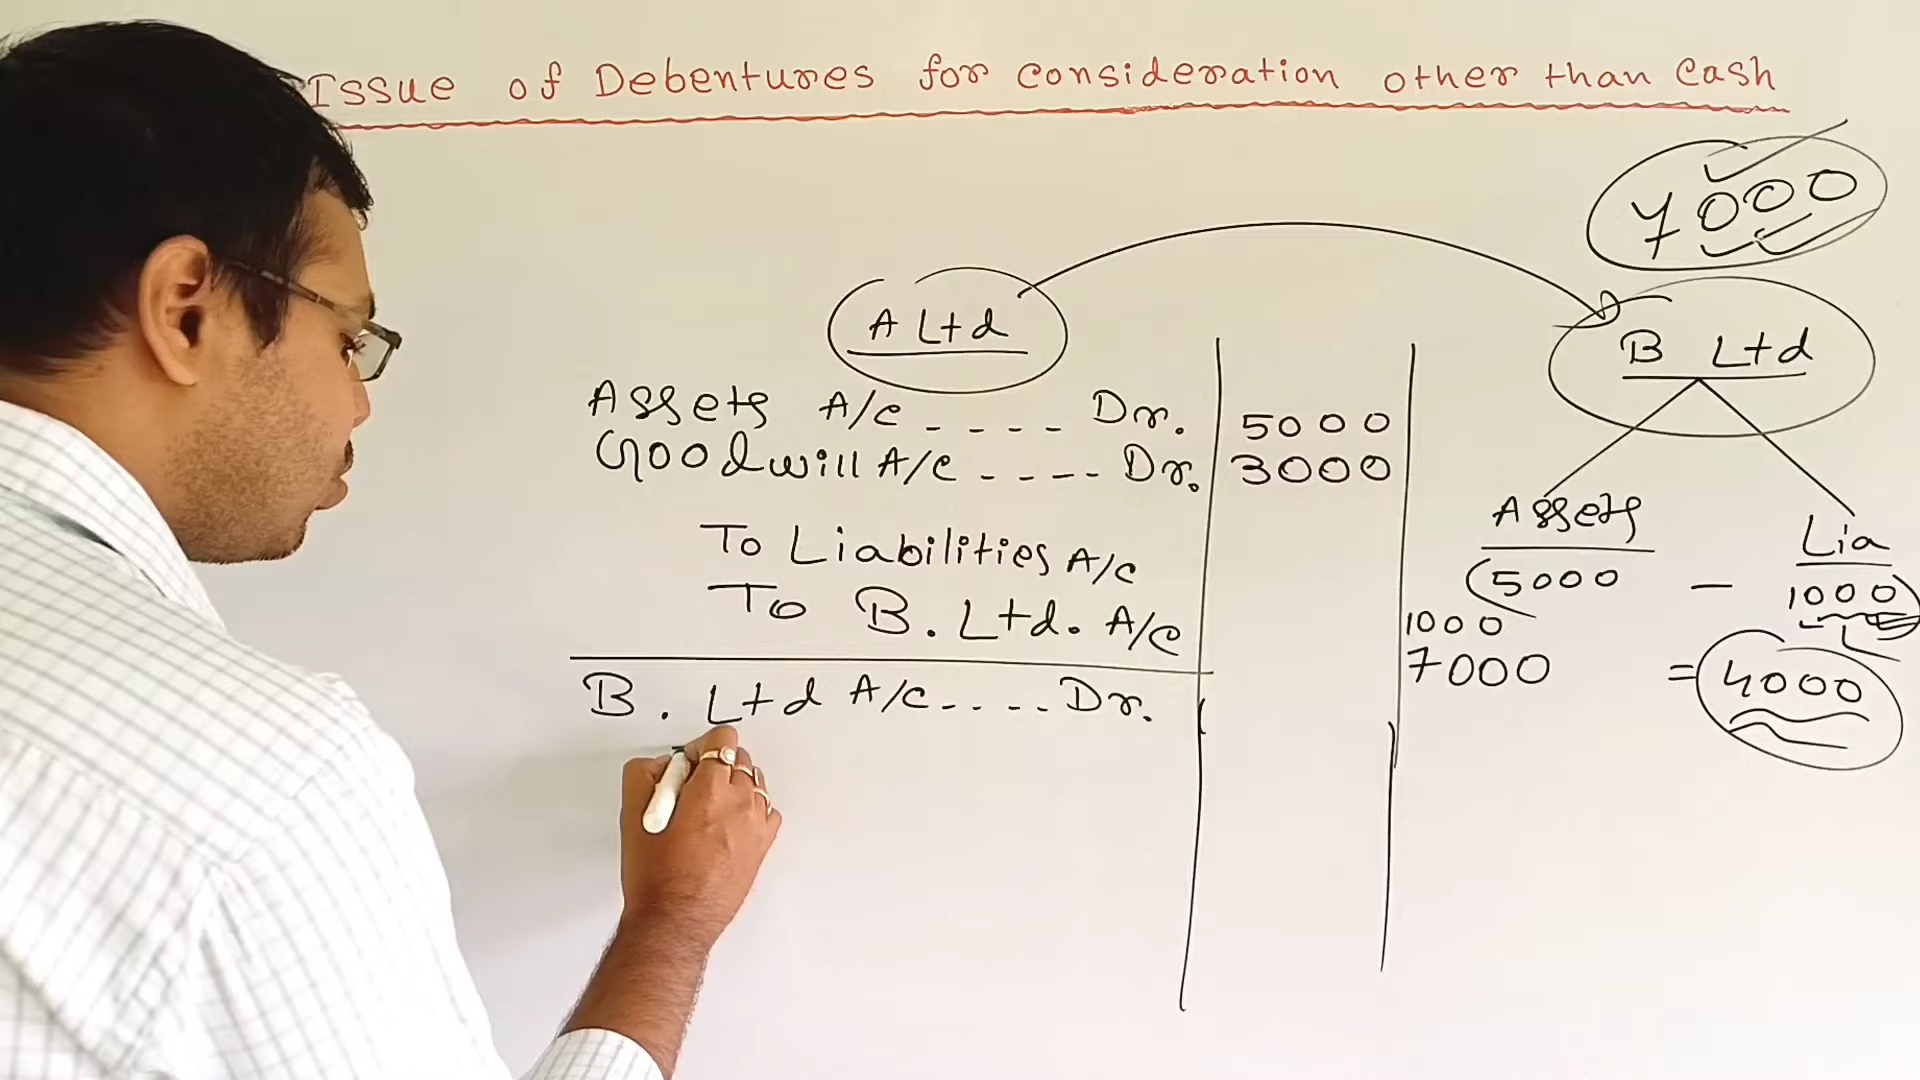 Issue of Debentures for consideration other than cash
7000
A Ltd
B Ltd
Assets A/c ---- Dr. 5000
Goodwill A/c ---- Dr. 3000
To Liabilities A/c 1000
To B. Ltd. A/c 7000
B. Ltd A/c ---- Dr.
Assets Lia
5000 - 1000
= 4000